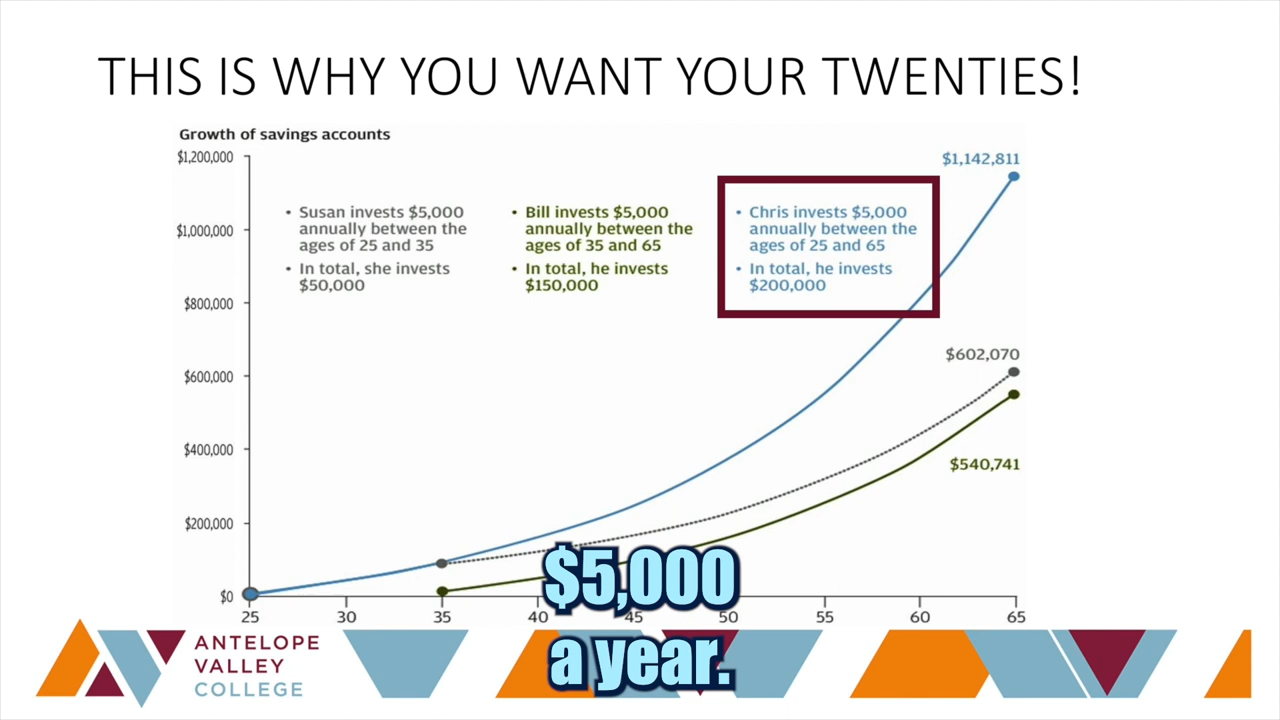 THIS IS WHY YOU WANT YOUR TWENTIES!
Growth of savings accounts
$1,200,000
$1,000,000
$800,000
$600,000
$400,000
$200,000
$0
• Susan invests $5,000
annually between the
ages of 25 and 35
• In total, she invests
$50,000
• Bill invests $5,000
annually between the
ages of 35 and 65
• In total, he invests
$150,000
• Chris invests $5,000
annually between the
ages of 25 and 65
• In total, he invests
$200,000
$1,142,811
$602,070
$540,741
25 30 35 40 45 50 55 60 65
$5,000
a year.
ANTELOPE
VALLEY
COLLEGE